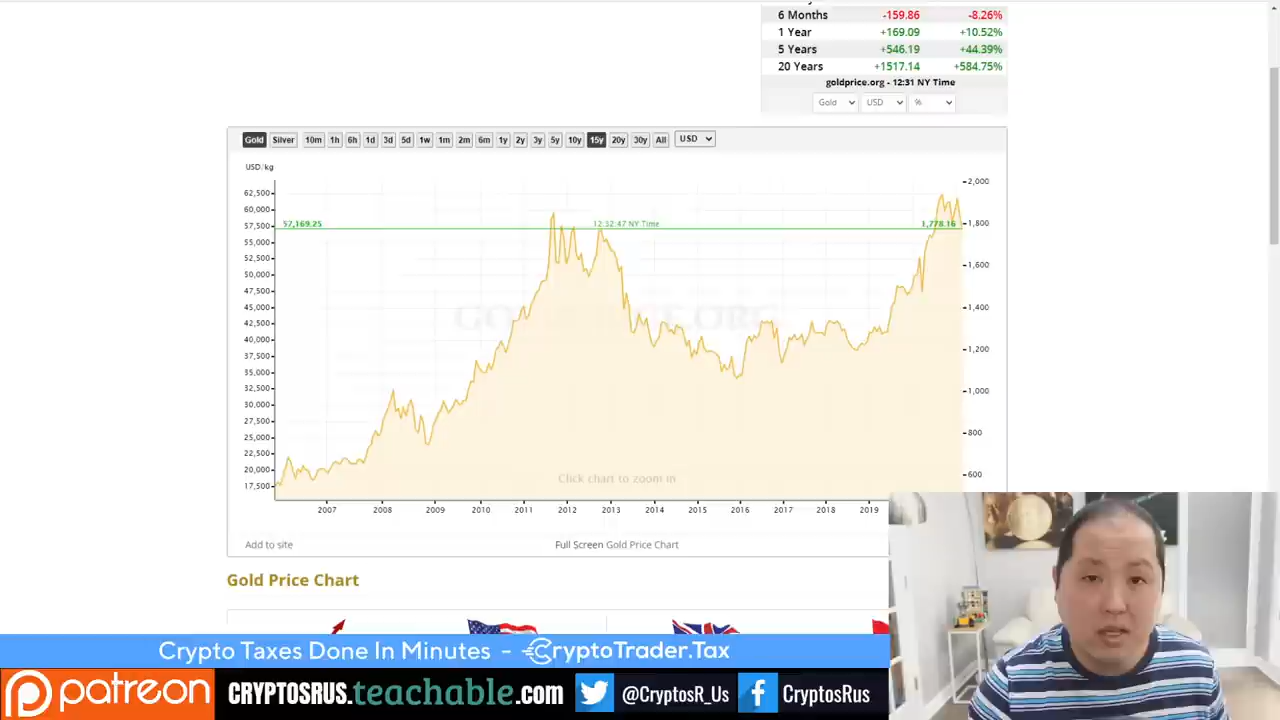 6 Months -159.86 -8.26%
1 Year +169.09 +10.52%
5 Years +546.19 +44.39%
20 Years +1517.14 +584.75%
goldprice.org - 12:31 NY Time
Gold USD %
Gold Silver 10m 1h 6h 1d 3d 5d 1w 1m 2m 6m 1y 2y 3y 5y 10y 15y 20y 30y All USD
USD/kg
2,000
62,500
60,000
57,169.25 12:32:47 NY Time 1,778.16
57,500 1,800
55,000
52,500 1,600
50,000
47,500
45,000 1,400
GOLDPRICE.ORG
42,500
40,000
37,500 1,200
35,000
32,500 1,000
30,000
27,500
25,000 800
22,500
20,000 600
Click chart to zoom in
17,500
2007 2008 2009 2010 2011 2012 2013 2014 2015 2016 2017 2018 2019
Add to site Full Screen Gold Price Chart
Gold Price Chart
Crypto Taxes Done In Minutes - CryptoTrader.Tax
patreon CRYPTOSRUS.teachable.com @CryptosR_Us CryptosRus